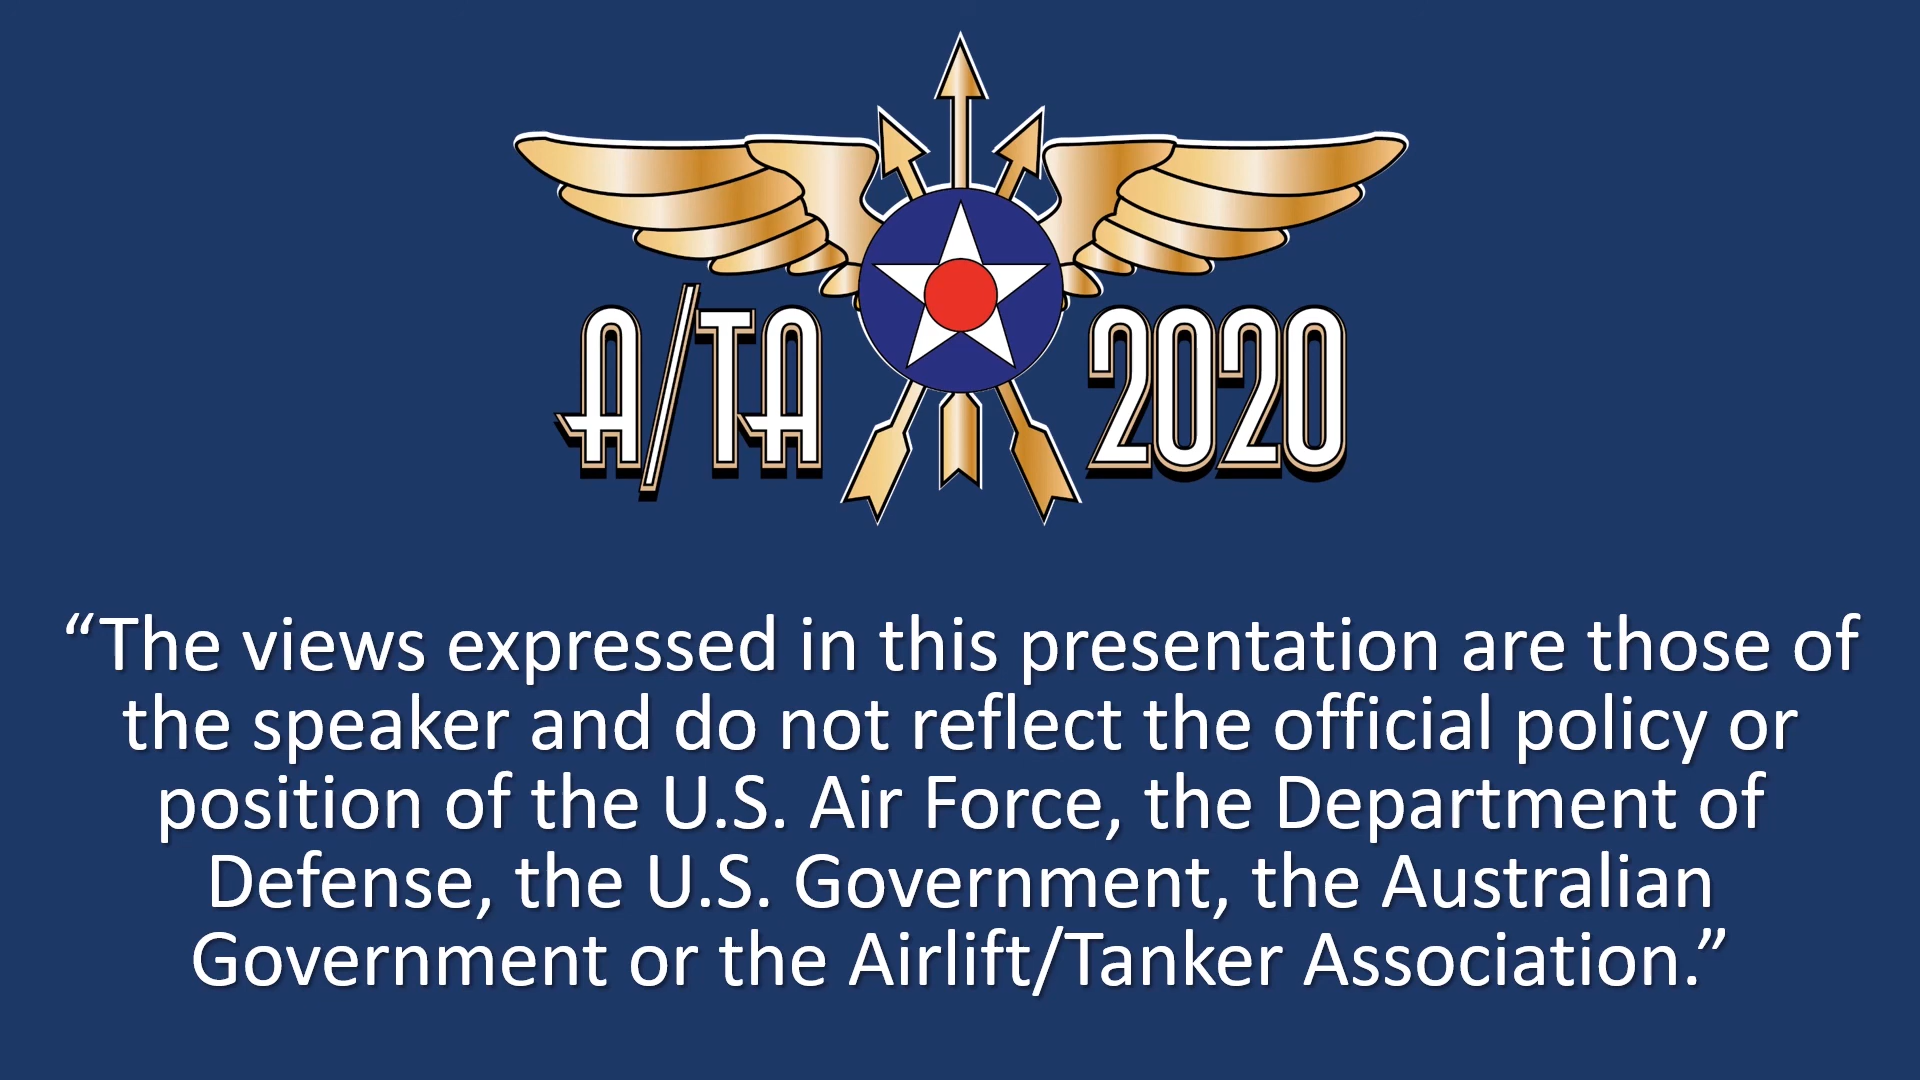 A/TA 2020
“The views expressed in this presentation are those of
the speaker and do not reflect the official policy or
position of the U.S. Air Force, the Department of
Defense, the U.S. Government, the Australian
Government or the Airlift/Tanker Association.”